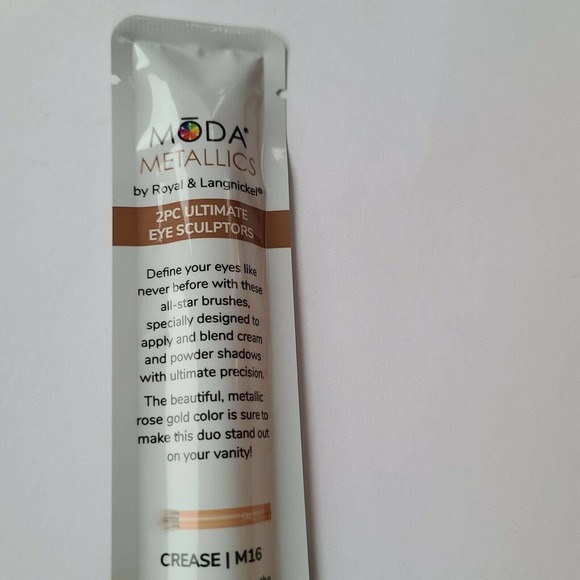 MŌDA®
METALLICS
by Royal & Langnickel®
2PC ULTIMATE
EYE SCULPTORS
Define your eyes like
never before with these
all-star brushes,
specially designed to
apply and blend cream
and powder shadows
with ultimate precision.
The beautiful, metallic
rose gold color is sure to
make this duo stand out
on your vanity!
CREASE | M16
the